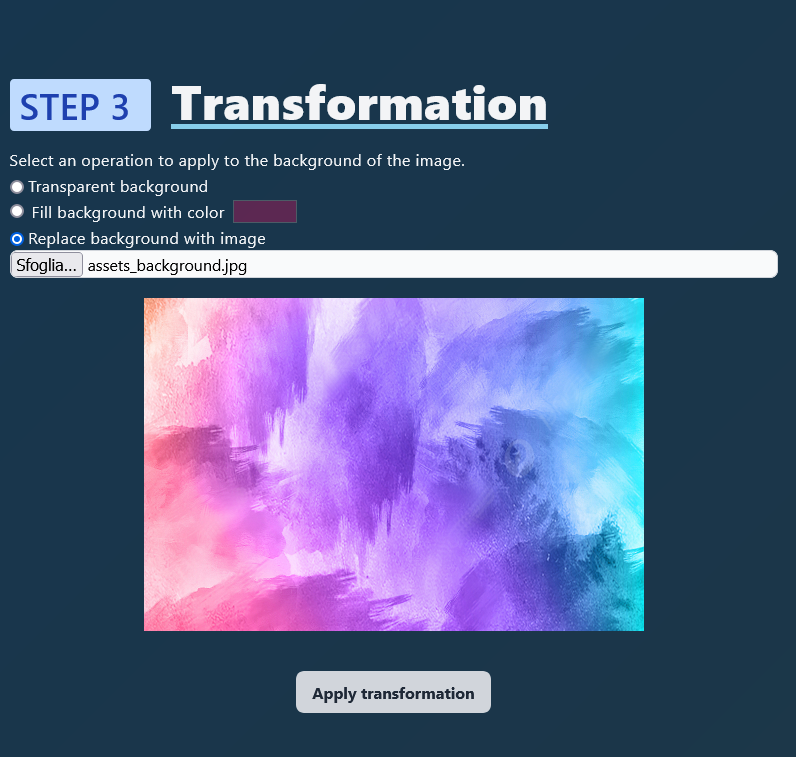 STEP 3 Transformation
Select an operation to apply to the background of the image.
Transparent background
Fill background with color
Replace background with image
Sfoglia... assets_background.jpg
Apply transformation